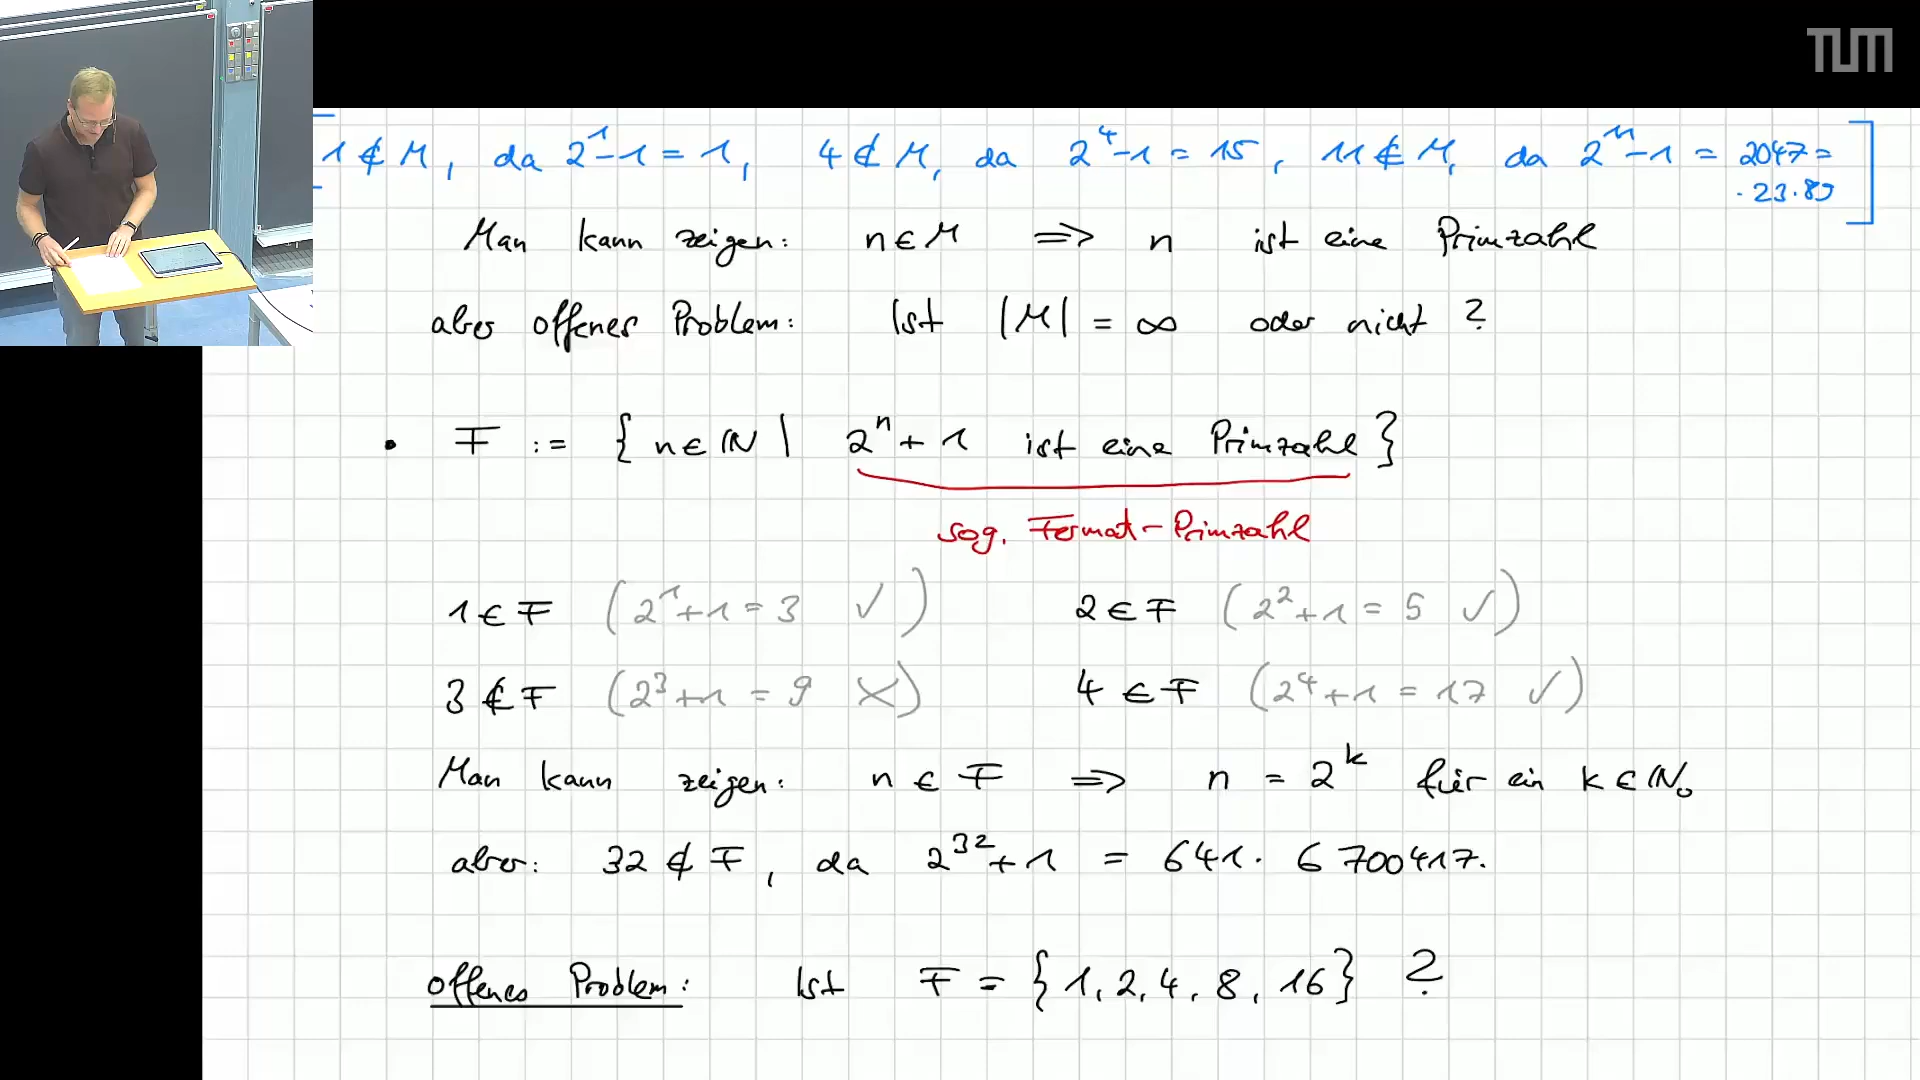 TUM
1 ∉ M, da 2^1-1 = 1, 4 ∉ M, da 2^4-1 = 15, 11 ∉ M, da 2^11-1 = 2047 =
· 23·89
Man kann zeigen: n ∈ M ⟹ n ist eine Primzahl
aber offenes Problem: Ist |M| = ∞ oder nicht ?
• F := { n ∈ ℕ | 2^n + 1 ist eine Primzahl }
sog. Fermat-Primzahl
1 ∈ F (2^1+1 = 3 ✓) 2 ∈ F (2^2+1 = 5 ✓)
3 ∉ F (2^3+1 = 9 ✗) 4 ∈ F (2^4+1 = 17 ✓)
Man kann zeigen: n ∈ F ⟹ n = 2^k für ein k ∈ ℕ₀
aber: 32 ∉ F, da 2^32+1 = 641 · 6 700417.
offenes Problem: Ist F = {1, 2, 4, 8, 16} ?